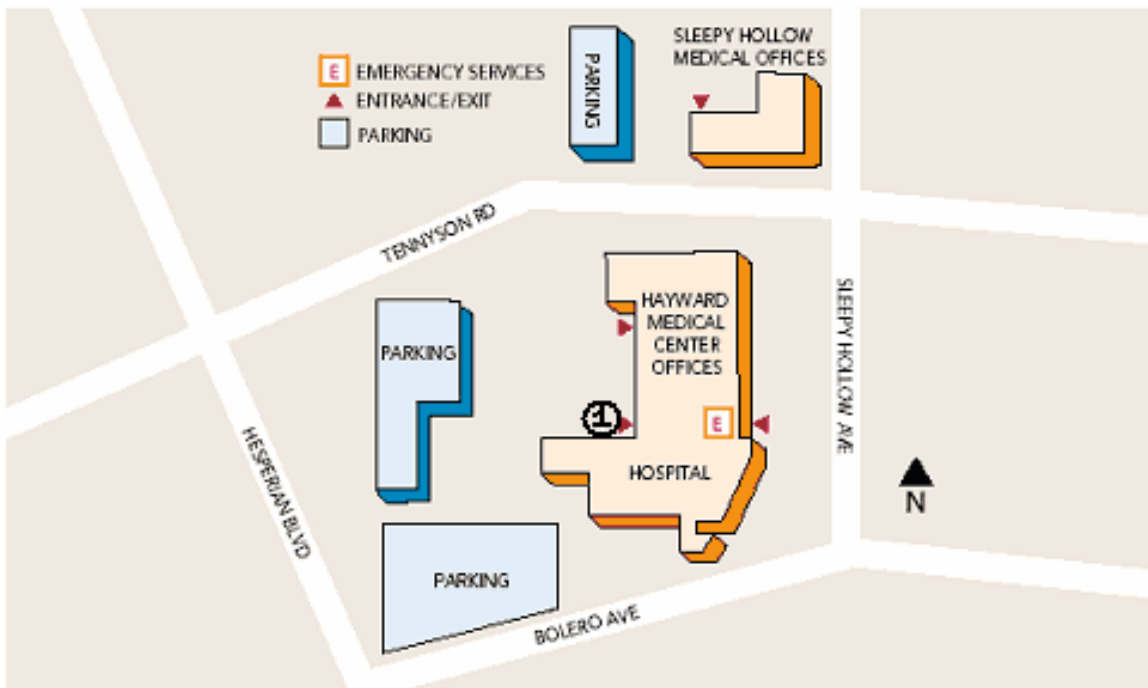 SLEEPY HOLLOW
MEDICAL OFFICES
E EMERGENCY SERVICES
ENTRANCE/EXIT
PARKING
PARKING
TENNYSON RD
HAYWARD
MEDICAL
CENTER
OFFICES
SLEEPY HOLLOW AVE
PARKING
1
E
HOSPITAL
HESPERIAN BLVD
N
PARKING
BOLERO AVE